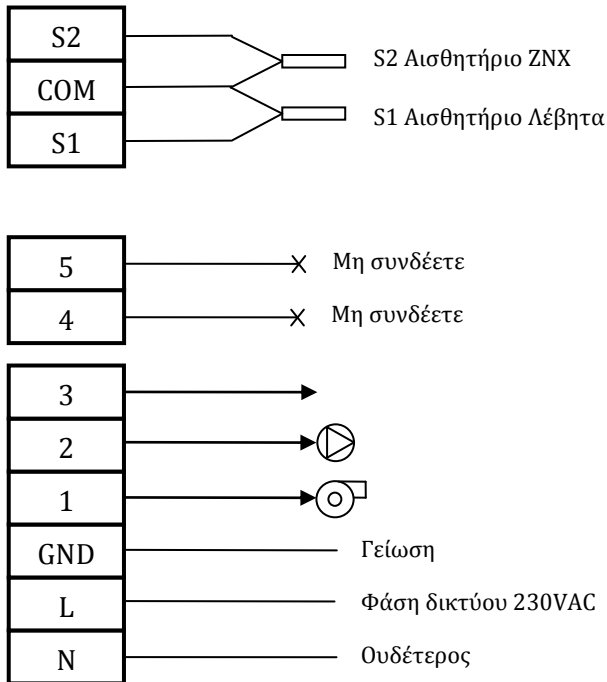 S2
S2 Αισθητήριο ΖΝΧ
COM
S1 Αισθητήριο Λέβητα
S1
5 Μη συνδέετε
4 Μη συνδέετε
3
2
1
GND Γείωση
L Φάση δικτύου 230VAC
N Ουδέτερος